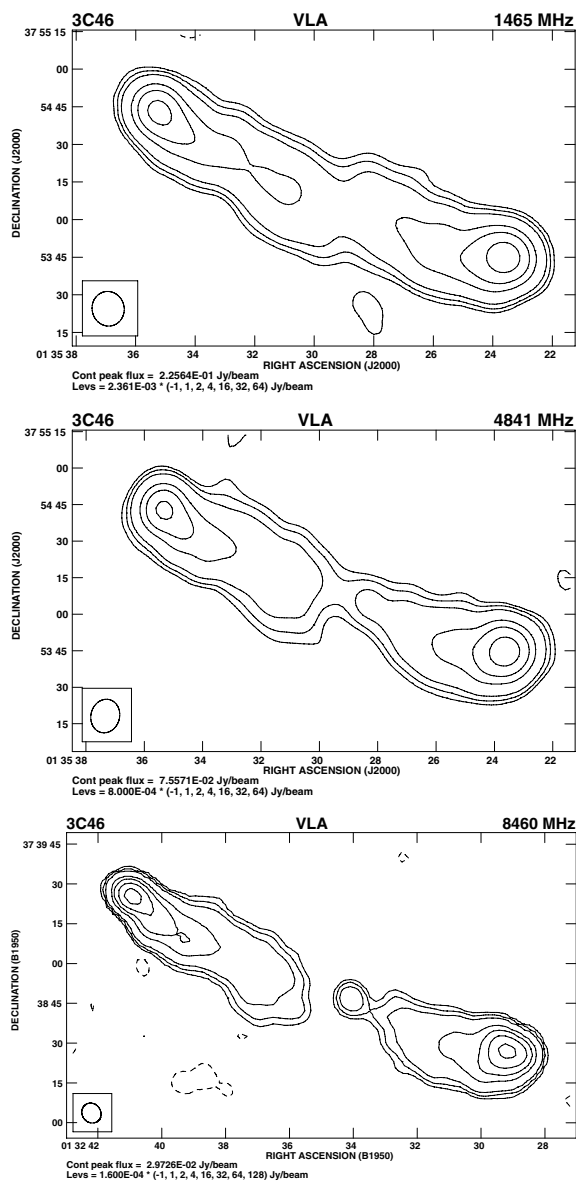 3C46 VLA 1465 MHz
37 55 15
00
54 45
30
15
00
53 45
30
15
DECLINATION (J2000)
01 35 38 36 34 32 30 28 26 24 22
RIGHT ASCENSION (J2000)
Cont peak flux = 2.2564E-01 Jy/beam
Levs = 2.361E-03 * (-1, 1, 2, 4, 16, 32, 64) Jy/beam
3C46 VLA 4841 MHz
37 55 15
00
54 45
30
15
00
53 45
30
15
DECLINATION (J2000)
01 35 38 36 34 32 30 28 26 24 22
RIGHT ASCENSION (J2000)
Cont peak flux = 7.5571E-02 Jy/beam
Levs = 8.000E-04 * (-1, 1, 2, 4, 16, 32, 64) Jy/beam
3C46 VLA 8460 MHz
37 39 45
30
15
00
38 45
30
15
00
DECLINATION (B1950)
01 32 42 40 38 36 34 32 30 28
RIGHT ASCENSION (B1950)
Cont peak flux = 2.9726E-02 Jy/beam
Levs = 1.600E-04 * (-1, 1, 2, 4, 16, 32, 64, 128) Jy/beam